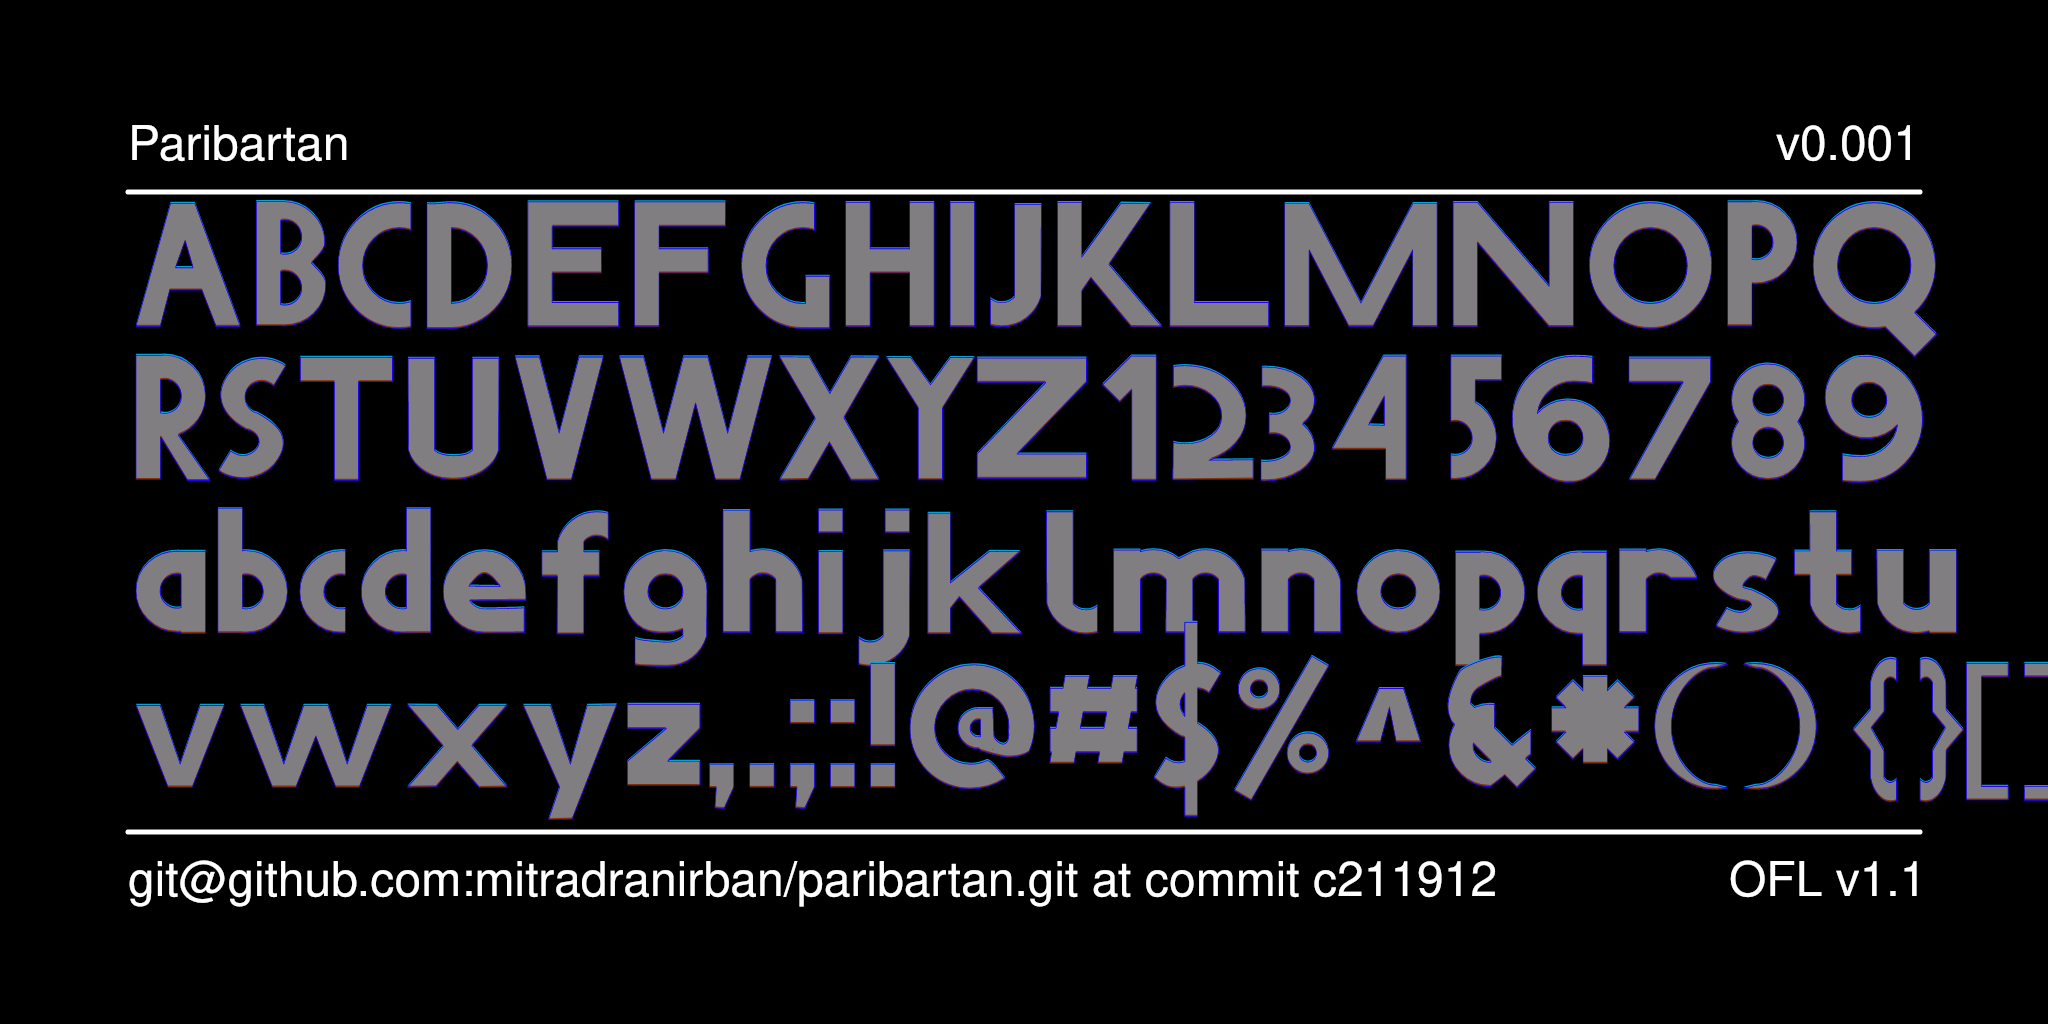 Paribartan v0.001
ABCDEFGHIJKLMNOPQ
RSTUVWXYZ123456789
abcdefghijklmnopqrstu
vwxyz,.;:!@#$%^&*(){}[]
git@github.com:mitradranirban/paribartan.git at commit c211912 OFL v1.1